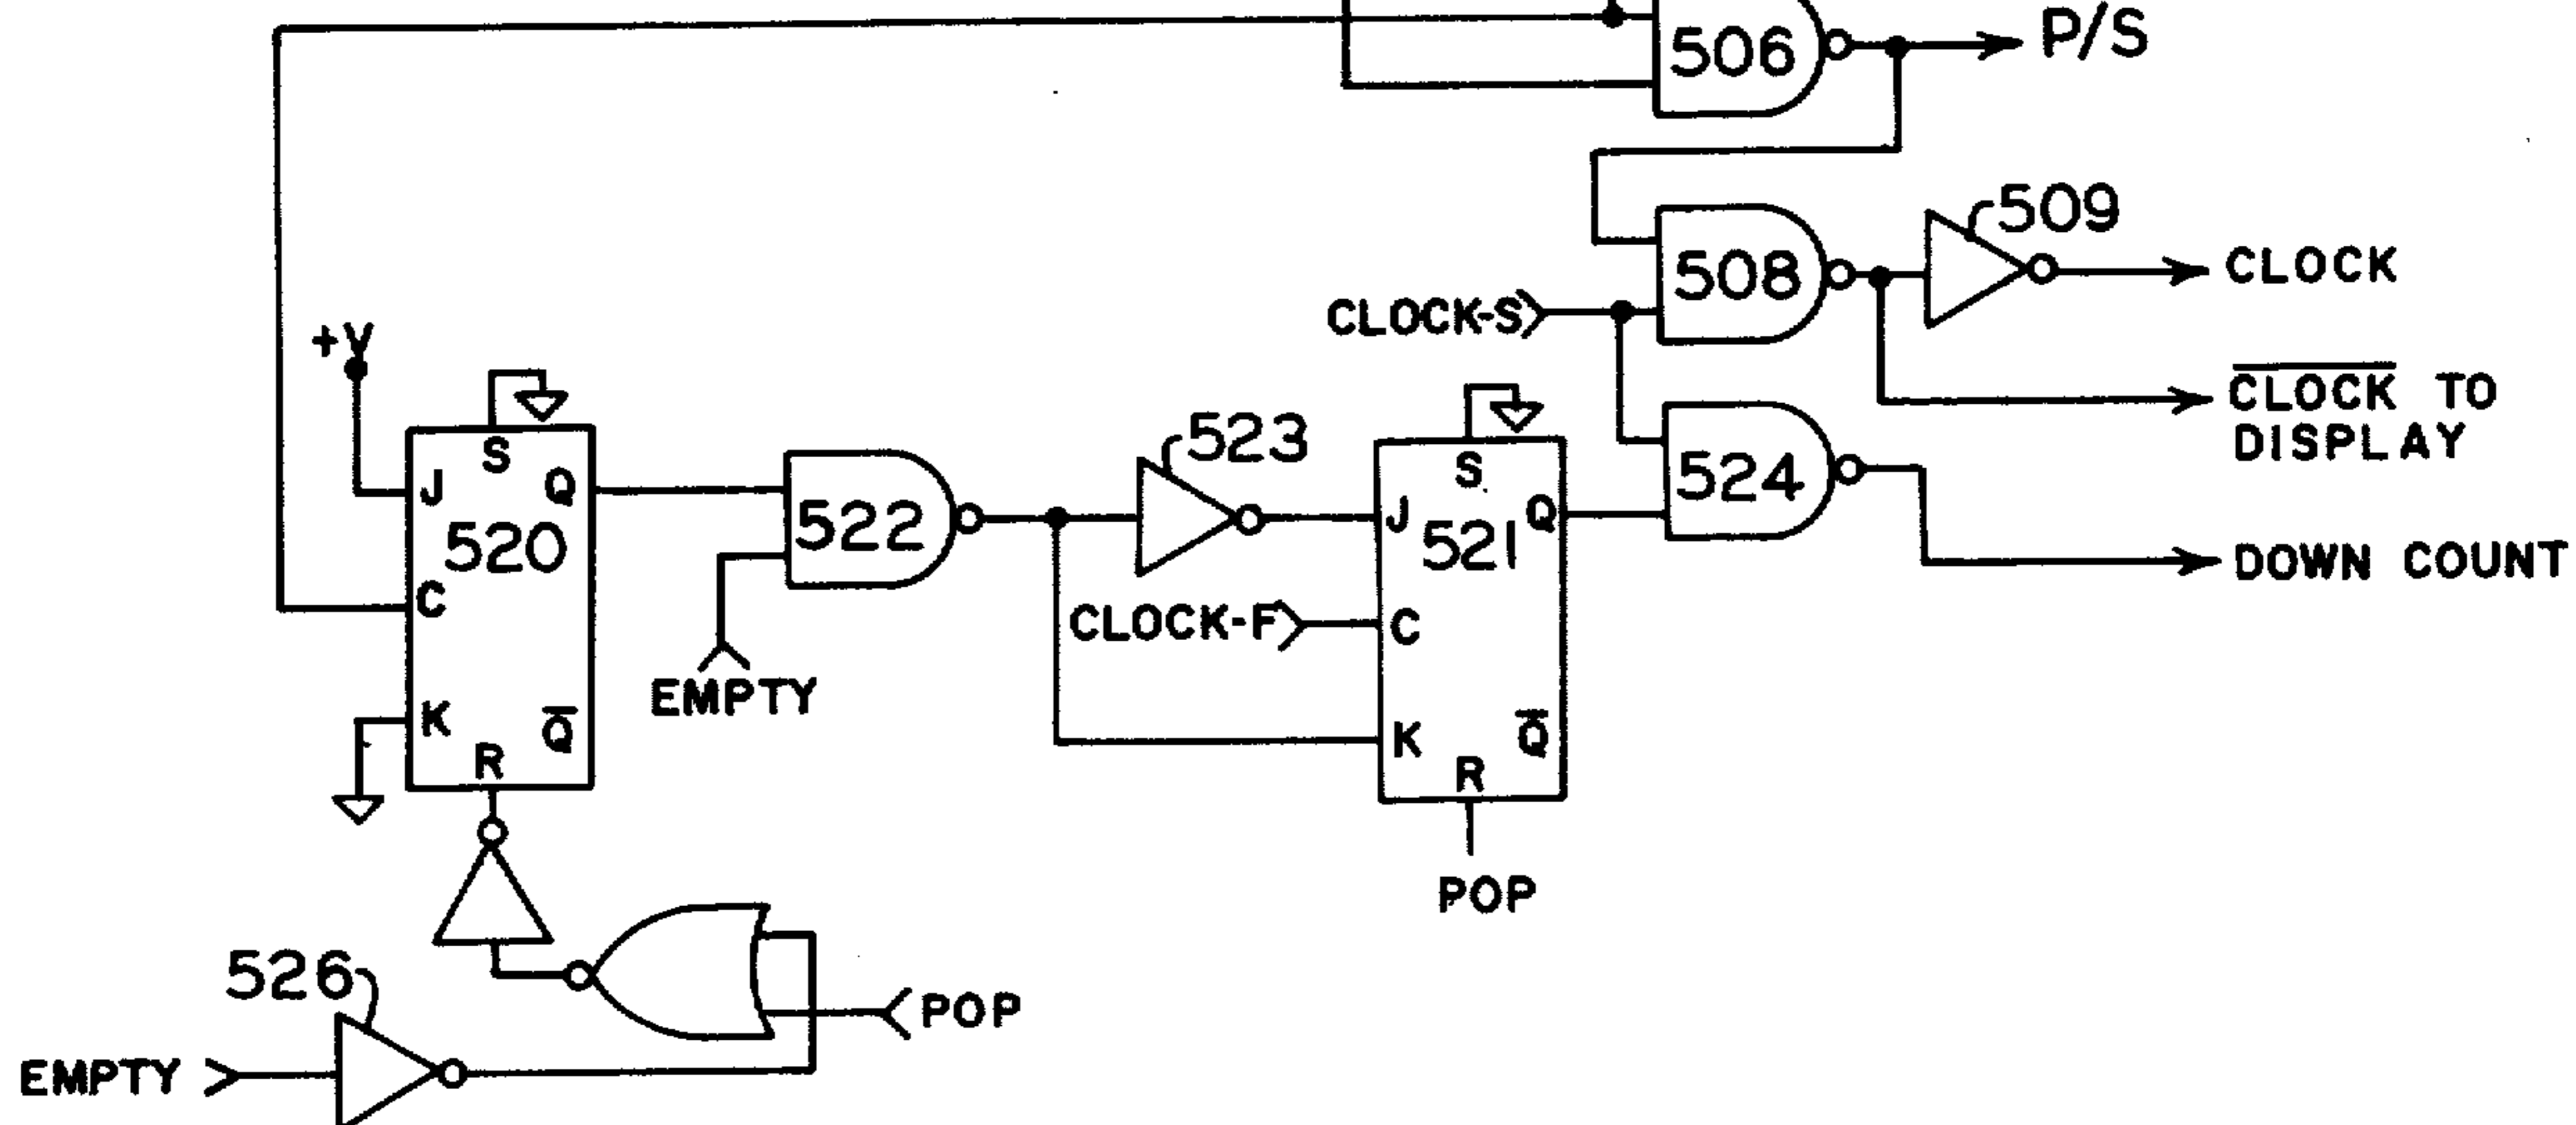 506
P/S
509
508
CLOCK
CLOCK-S
+V
CLOCK TO
DISPLAY
523
S
J
Q
520
C
K
Q
R
522
EMPTY
CLOCK-F
S
J
Q
521
C
K
Q
R
POP
524
DOWN COUNT
526
POP
EMPTY